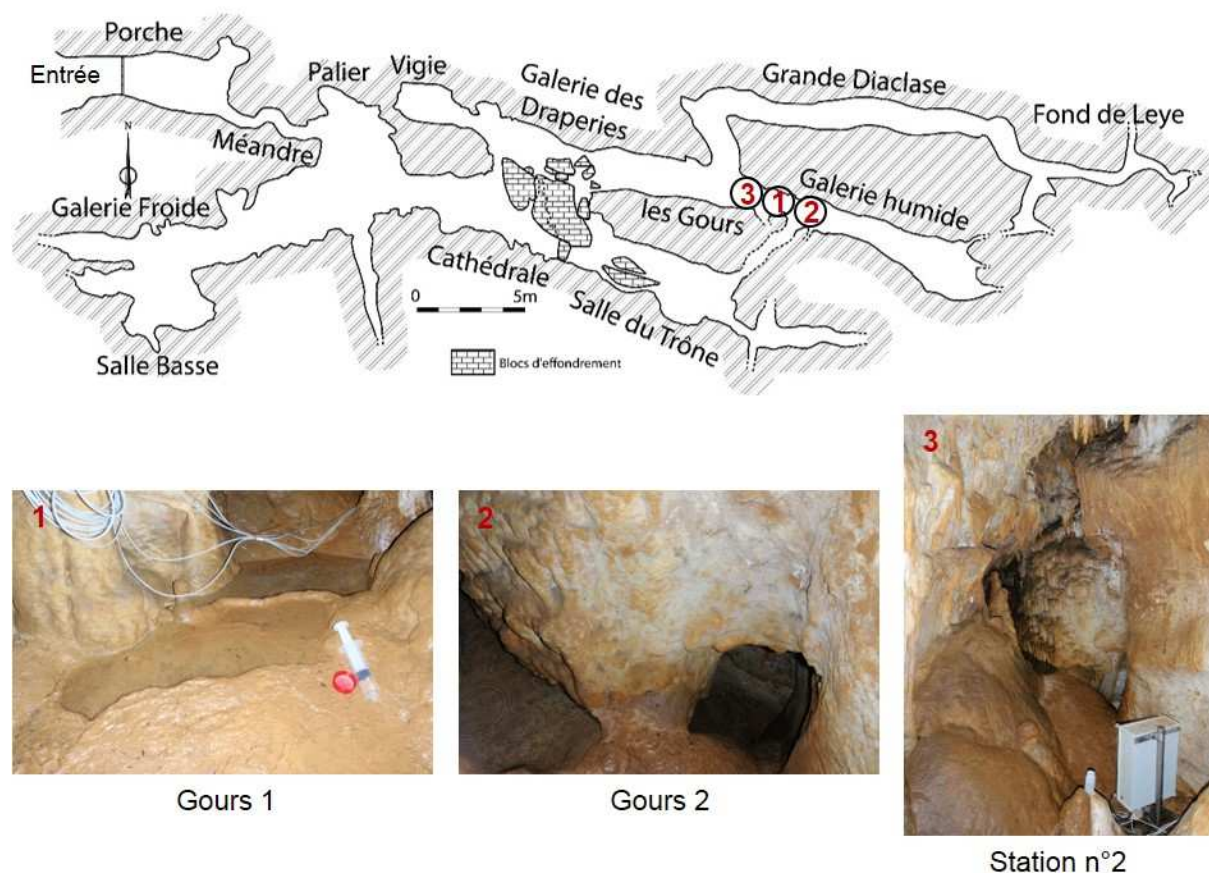 Porche
Entrée
Palier
Vigie
Galerie des
Draperies
Grande Diaclase
Fond de Leye
N
Méandre
Galerie Froide
3
1
2
Galerie humide
les Gours
Cathédrale
0
5m
Salle du Trône
Salle Basse
Blocs d'effondrement
1
2
3
Gours 1
Gours 2
Station n°2